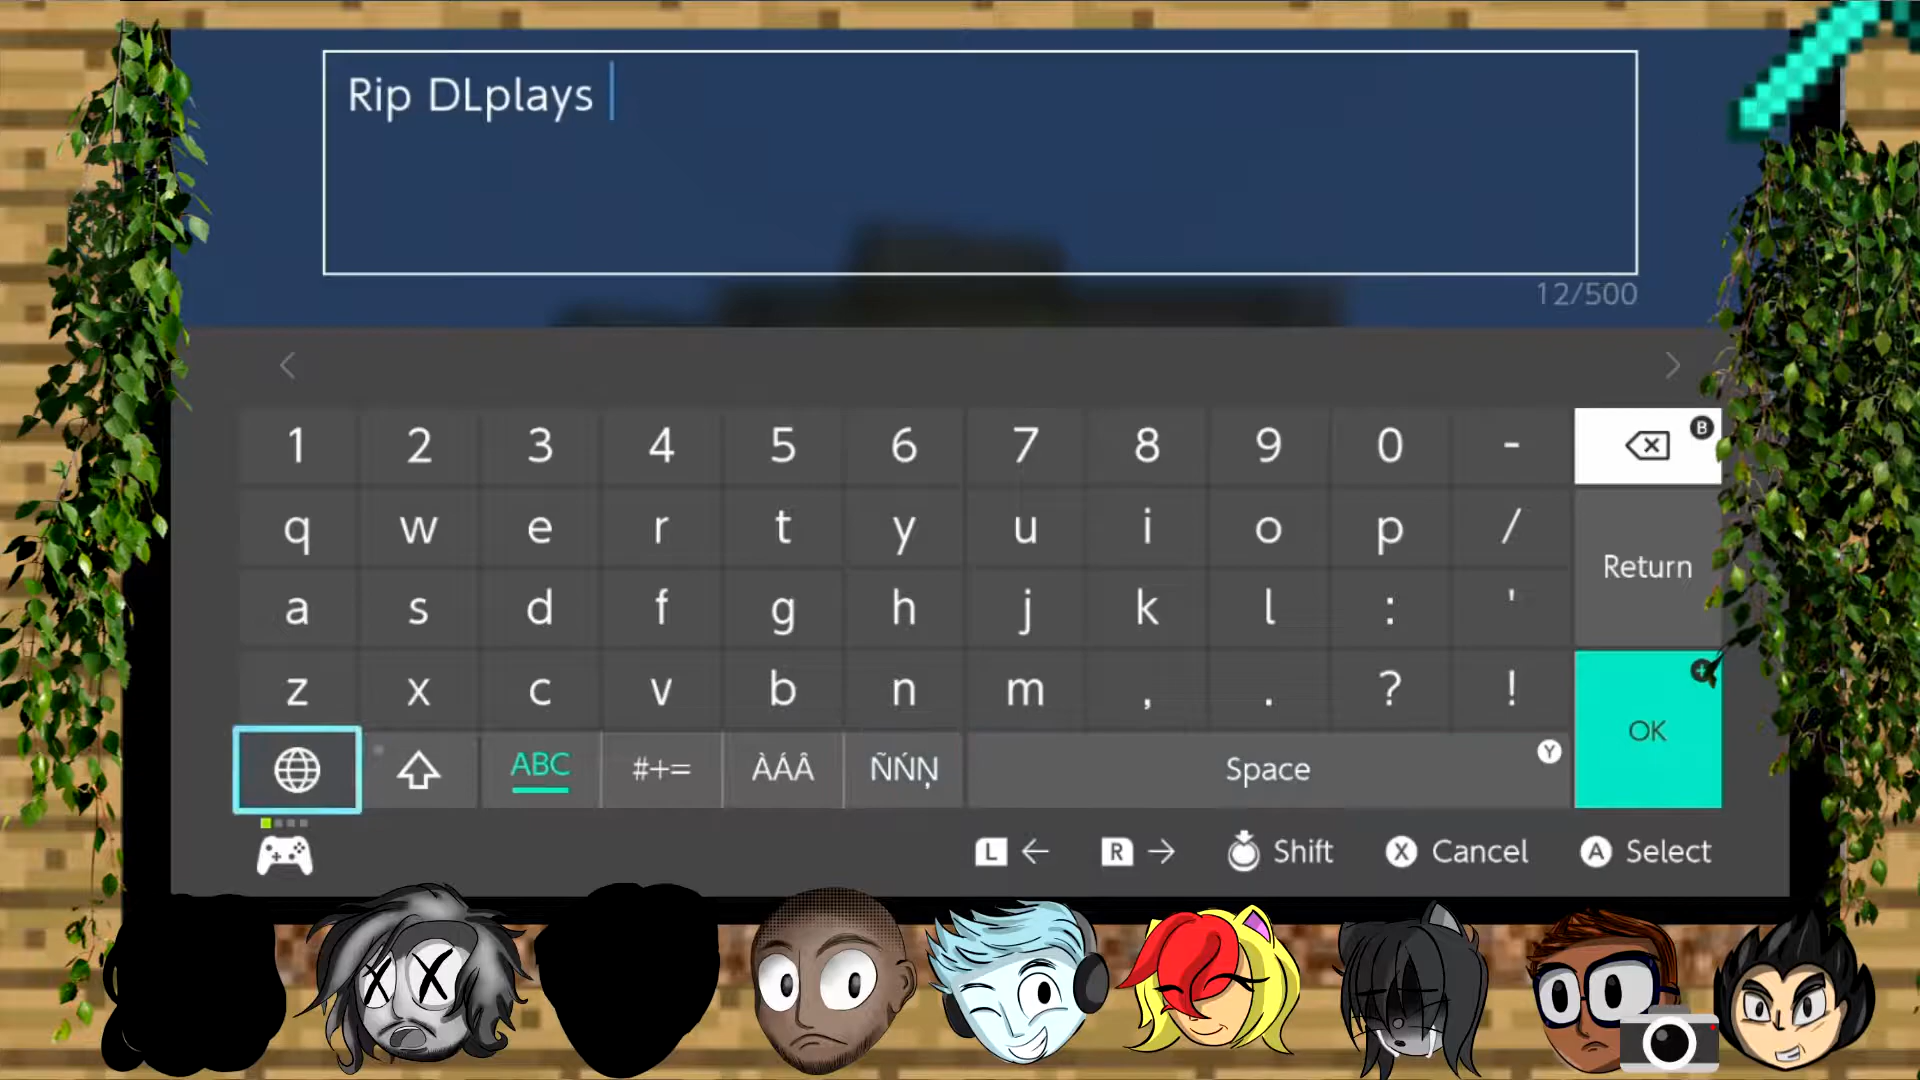 Rip DLplays
12/500
1 2 3 4 5 6 7 8 9 0 - B
q w e r t y u i o p /
Return
a s d f g h j k l : '
z x c v b n m , . ? ! +
OK
ABC #+= ÀÁÂ ÑŃŅ Space Y
L ← R → Shift X Cancel A Select